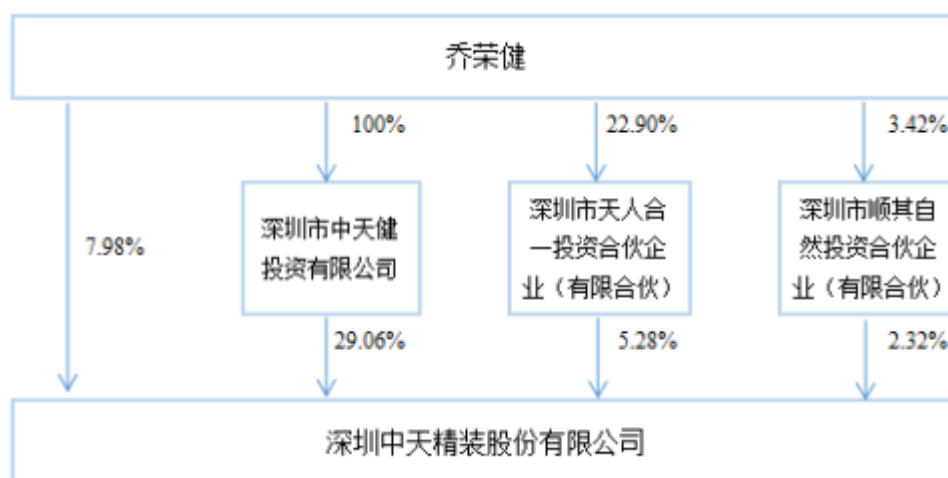 乔荣健
100%
22.90%
3.42%
7.98%
深圳市中天健
投资有限公司
深圳市天人合
一投资合伙企
业（有限合伙）
深圳市顺其自
然投资合伙企
业（有限合伙）
29.06%
5.28%
2.32%
深圳中天精装股份有限公司